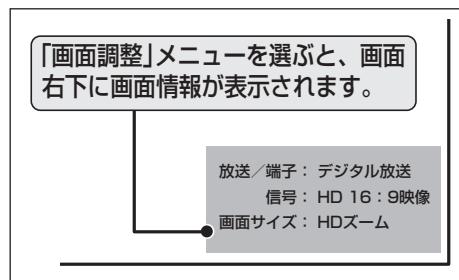 「画面調整」メニューを選ぶと、画面
右下に画面情報が表示されます。
放送／端子： デジタル放送
信号： HD 16：9映像
画面サイズ： HDズーム